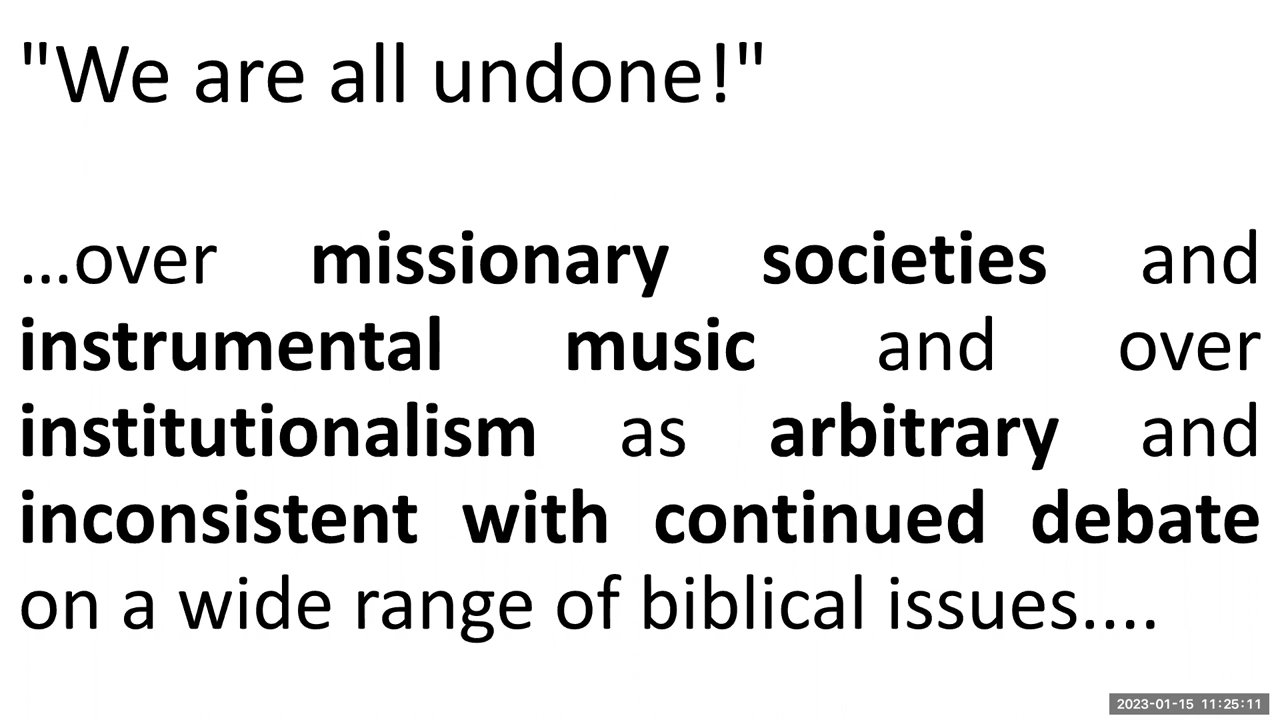 "We are all undone!"
...over missionary societies and
instrumental music and over
institutionalism as arbitrary and
inconsistent with continued debate
on a wide range of biblical issues....
2023-01-15 11:25:11